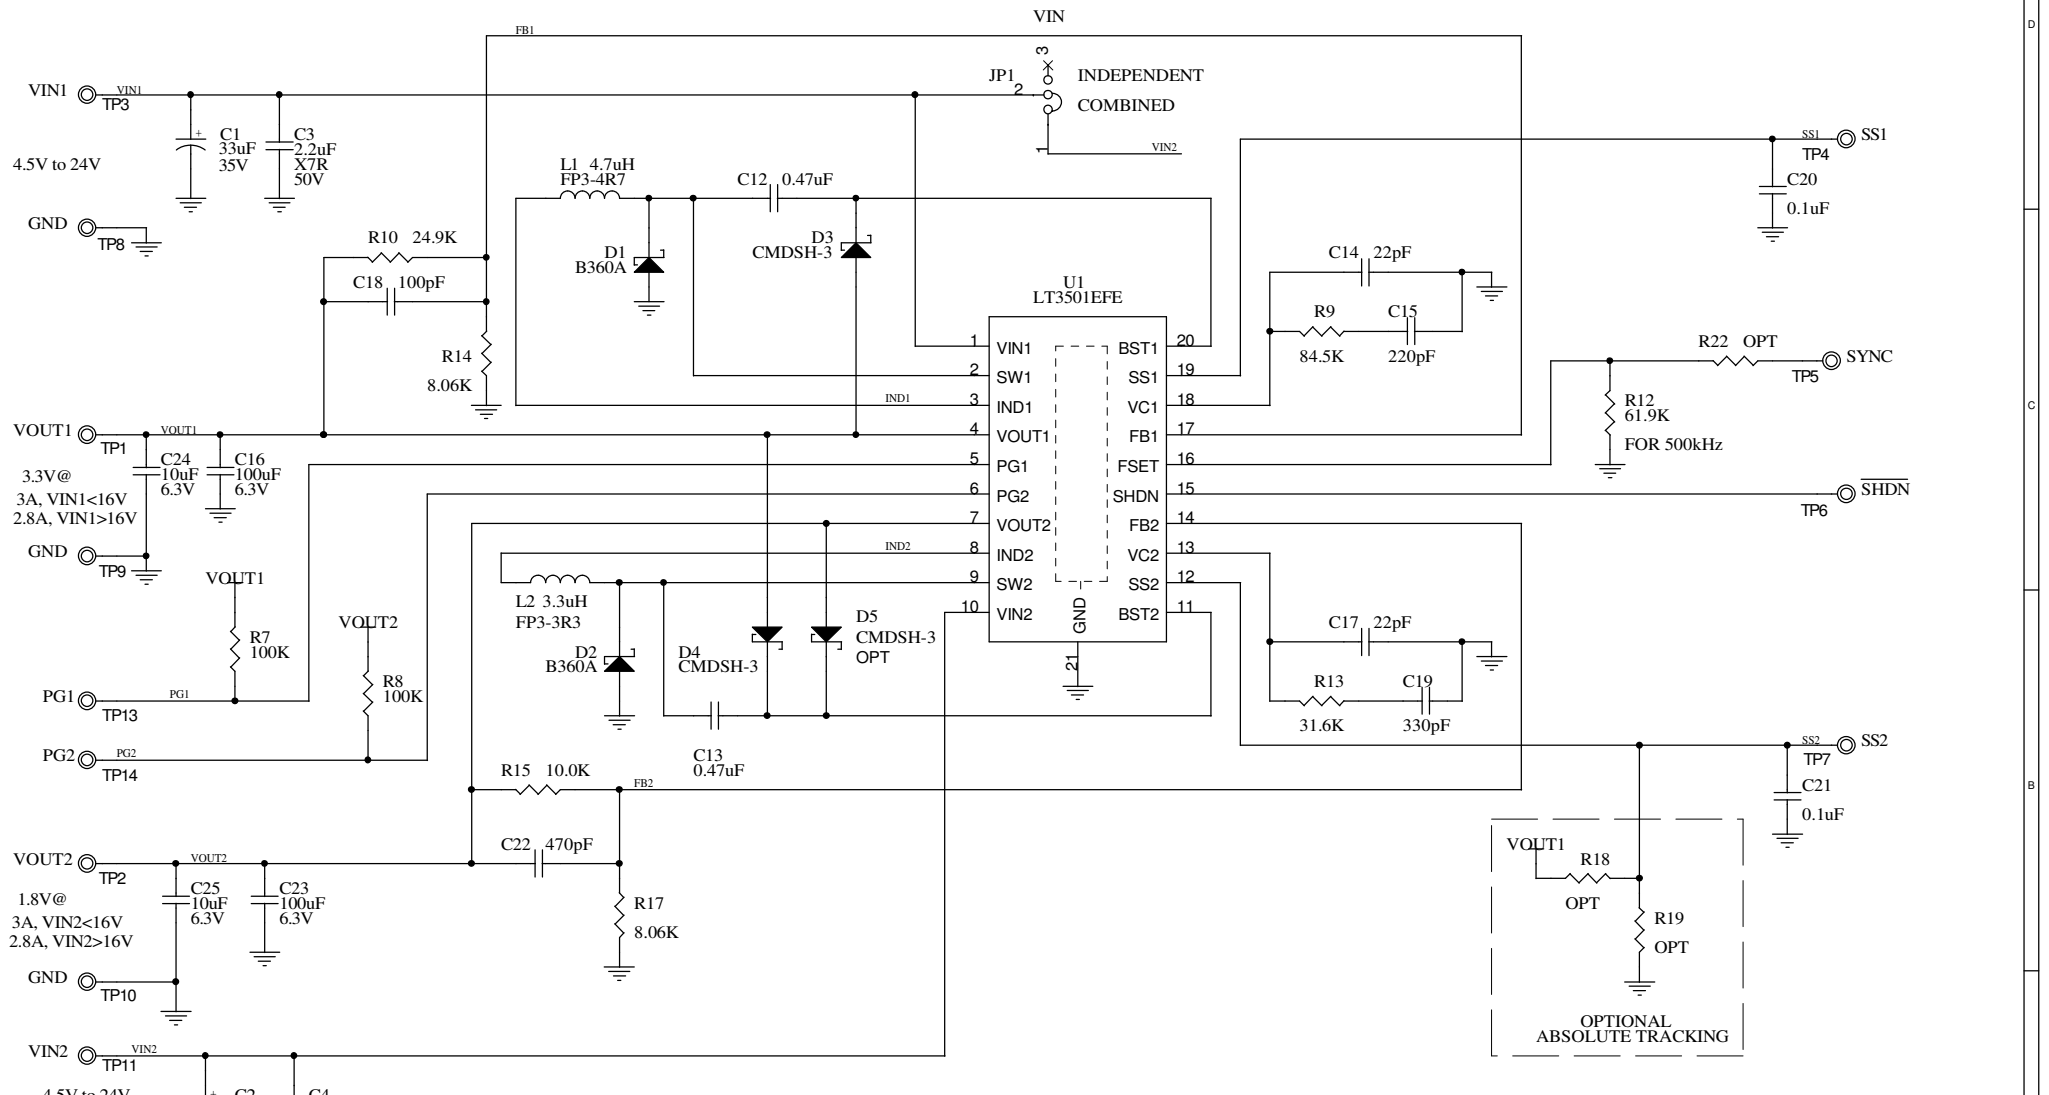 VIN
D
FB1
3
JP1
INDEPENDENT
2
COMBINED
1
VIN2
VIN1
VIN1
TP3
C1
33uF
35V
C3
2.2uF
X7R
50V
4.5V to 24V
GND
TP8
SS1
SS1
TP4
C20
0.1uF
L1 4.7uH
FP3-4R7
C12 0.47uF
D1
B360A
D3
CMDSH-3
R10 24.9K
C18 100pF
R14
8.06K
C14 22pF
R9
84.5K
C15
220pF
U1
LT3501EFE
1 VIN1
2 SW1
IND1 3 IND1
4 VOUT1
5 PG1
6 PG2
7 VOUT2
IND2 8 IND2
9 SW2
10 VIN2
BST1 20
SS1 19
VC1 18
FB1 17
FSET 16
SHDN 15
FB2 14
VC2 13
SS2 12
BST2 11
GND
21
R22 OPT
SYNC
TP5
R12
61.9K
FOR 500kHz
C
SHDN
TP6
VOUT1
VOUT1
TP1
C24
10uF
6.3V
C16
100uF
6.3V
3.3V@
3A, VIN1<16V
2.8A, VIN1>16V
GND
TP9
VOUT1
R7
100K
VOUT2
R8
100K
PG1
PG1
TP13
PG2
PG2
TP14
L2 3.3uH
FP3-3R3
D2
B360A
D4
CMDSH-3
D5
CMDSH-3
OPT
C13
0.47uF
C17 22pF
R13
31.6K
C19
330pF
SS2
SS2
TP7
C21
0.1uF
B
R15 10.0K
FB2
C22 470pF
R17
8.06K
VOUT2
VOUT2
TP2
C25
10uF
6.3V
C23
100uF
6.3V
1.8V@
3A, VIN2<16V
2.8A, VIN2>16V
GND
TP10
VOUT1
R18
OPT
R19
OPT
OPTIONAL
ABSOLUTE TRACKING
VIN2
VIN2
TP11
4.5V to 24V
+
C2
C4